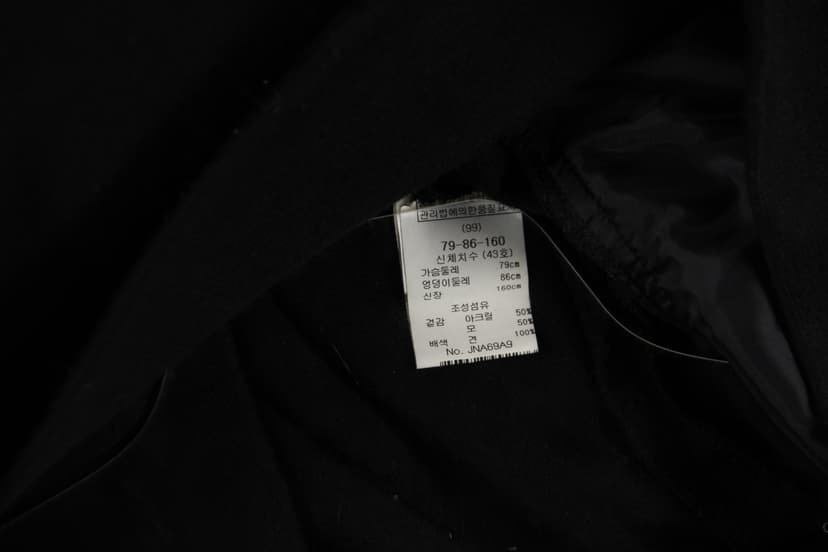 관리법에의한품질표
(99)
79-86-160
신체치수 (43호)
가슴둘레 79cm
엉덩이둘레 86cm
신장 160cm
조성섬유
겉감 아크릴 50%
모 50%
배색 견 100%
No. JNA69A9